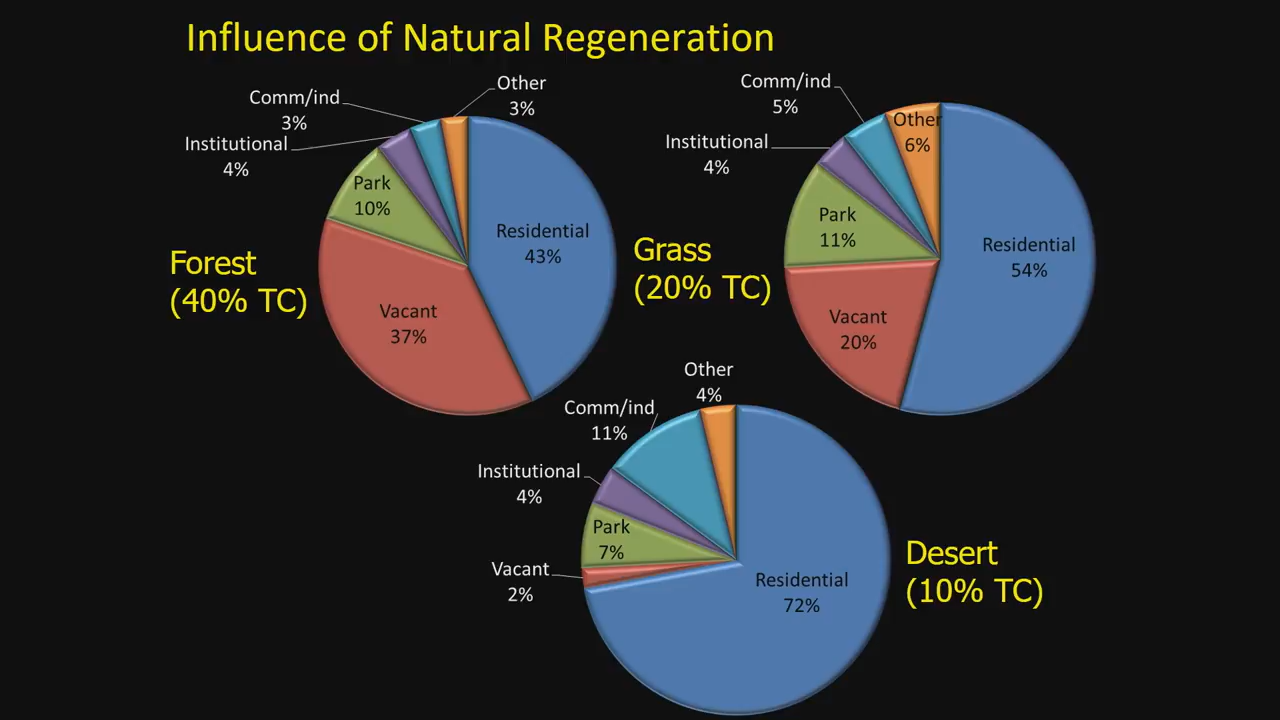 Influence of Natural Regeneration
Forest
(40% TC)
Other
3%
Comm/ind
3%
Institutional
4%
Park
10%
Vacant
37%
Residential
43%
Grass
(20% TC)
Comm/ind
5%
Other
6%
Institutional
4%
Park
11%
Vacant
20%
Residential
54%
Other
4%
Comm/ind
11%
Institutional
4%
Park
7%
Vacant
2%
Residential
72%
Desert
(10% TC)